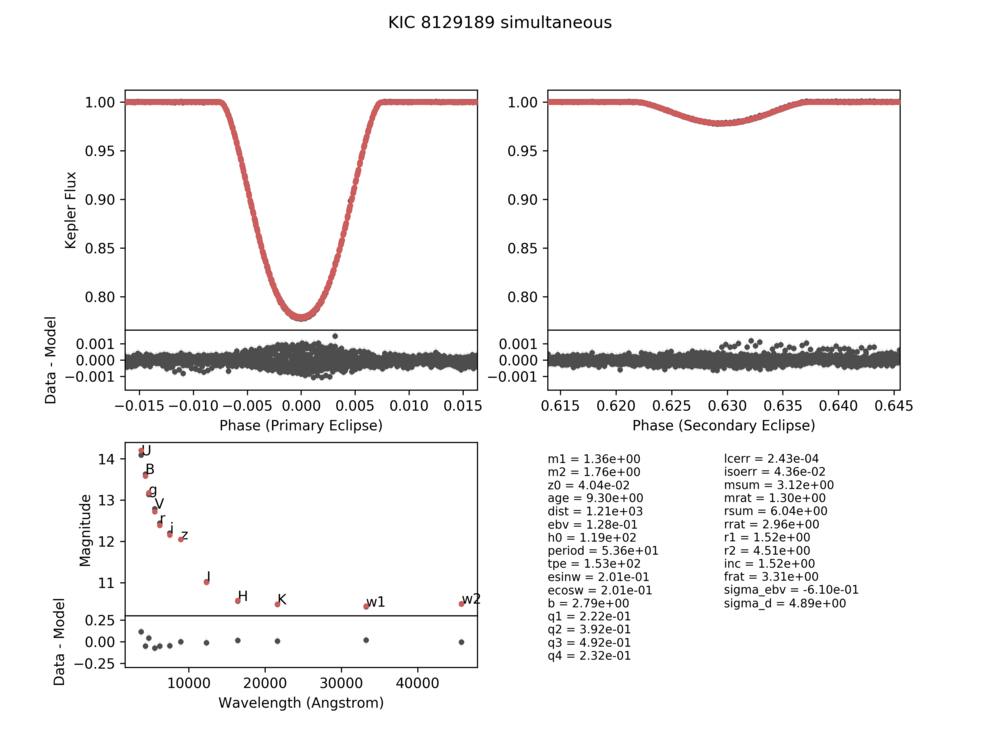 KIC 8129189 simultaneous
1.00
0.95
0.90
0.85
0.80
Kepler Flux
0.001
0.000
−0.001
Data - Model
−0.015 −0.010 −0.005 0.000 0.005 0.010 0.015
Phase (Primary Eclipse)
1.00
0.95
0.90
0.85
0.80
0.001
0.000
−0.001
0.615 0.620 0.625 0.630 0.635 0.640 0.645
Phase (Secondary Eclipse)
14
13
12
11
Magnitude
U
B
g
V
r
i
z
J
H
K
w1
w2
0.25
0.00
−0.25
Data - Model
10000 20000 30000 40000
Wavelength (Angstrom)
m1 = 1.36e+00
m2 = 1.76e+00
z0 = 4.04e-02
age = 9.30e+00
dist = 1.21e+03
ebv = 1.28e-01
h0 = 1.19e+02
period = 5.36e+01
tpe = 1.53e+02
esinw = 2.01e-01
ecosw = 2.01e-01
b = 2.79e+00
q1 = 2.22e-01
q2 = 3.92e-01
q3 = 4.92e-01
q4 = 2.32e-01
lcerr = 2.43e-04
isoerr = 4.36e-02
msum = 3.12e+00
mrat = 1.30e+00
rsum = 6.04e+00
rrat = 2.96e+00
r1 = 1.52e+00
r2 = 4.51e+00
inc = 1.52e+00
frat = 3.31e+00
sigma_ebv = -6.10e-01
sigma_d = 4.89e+00